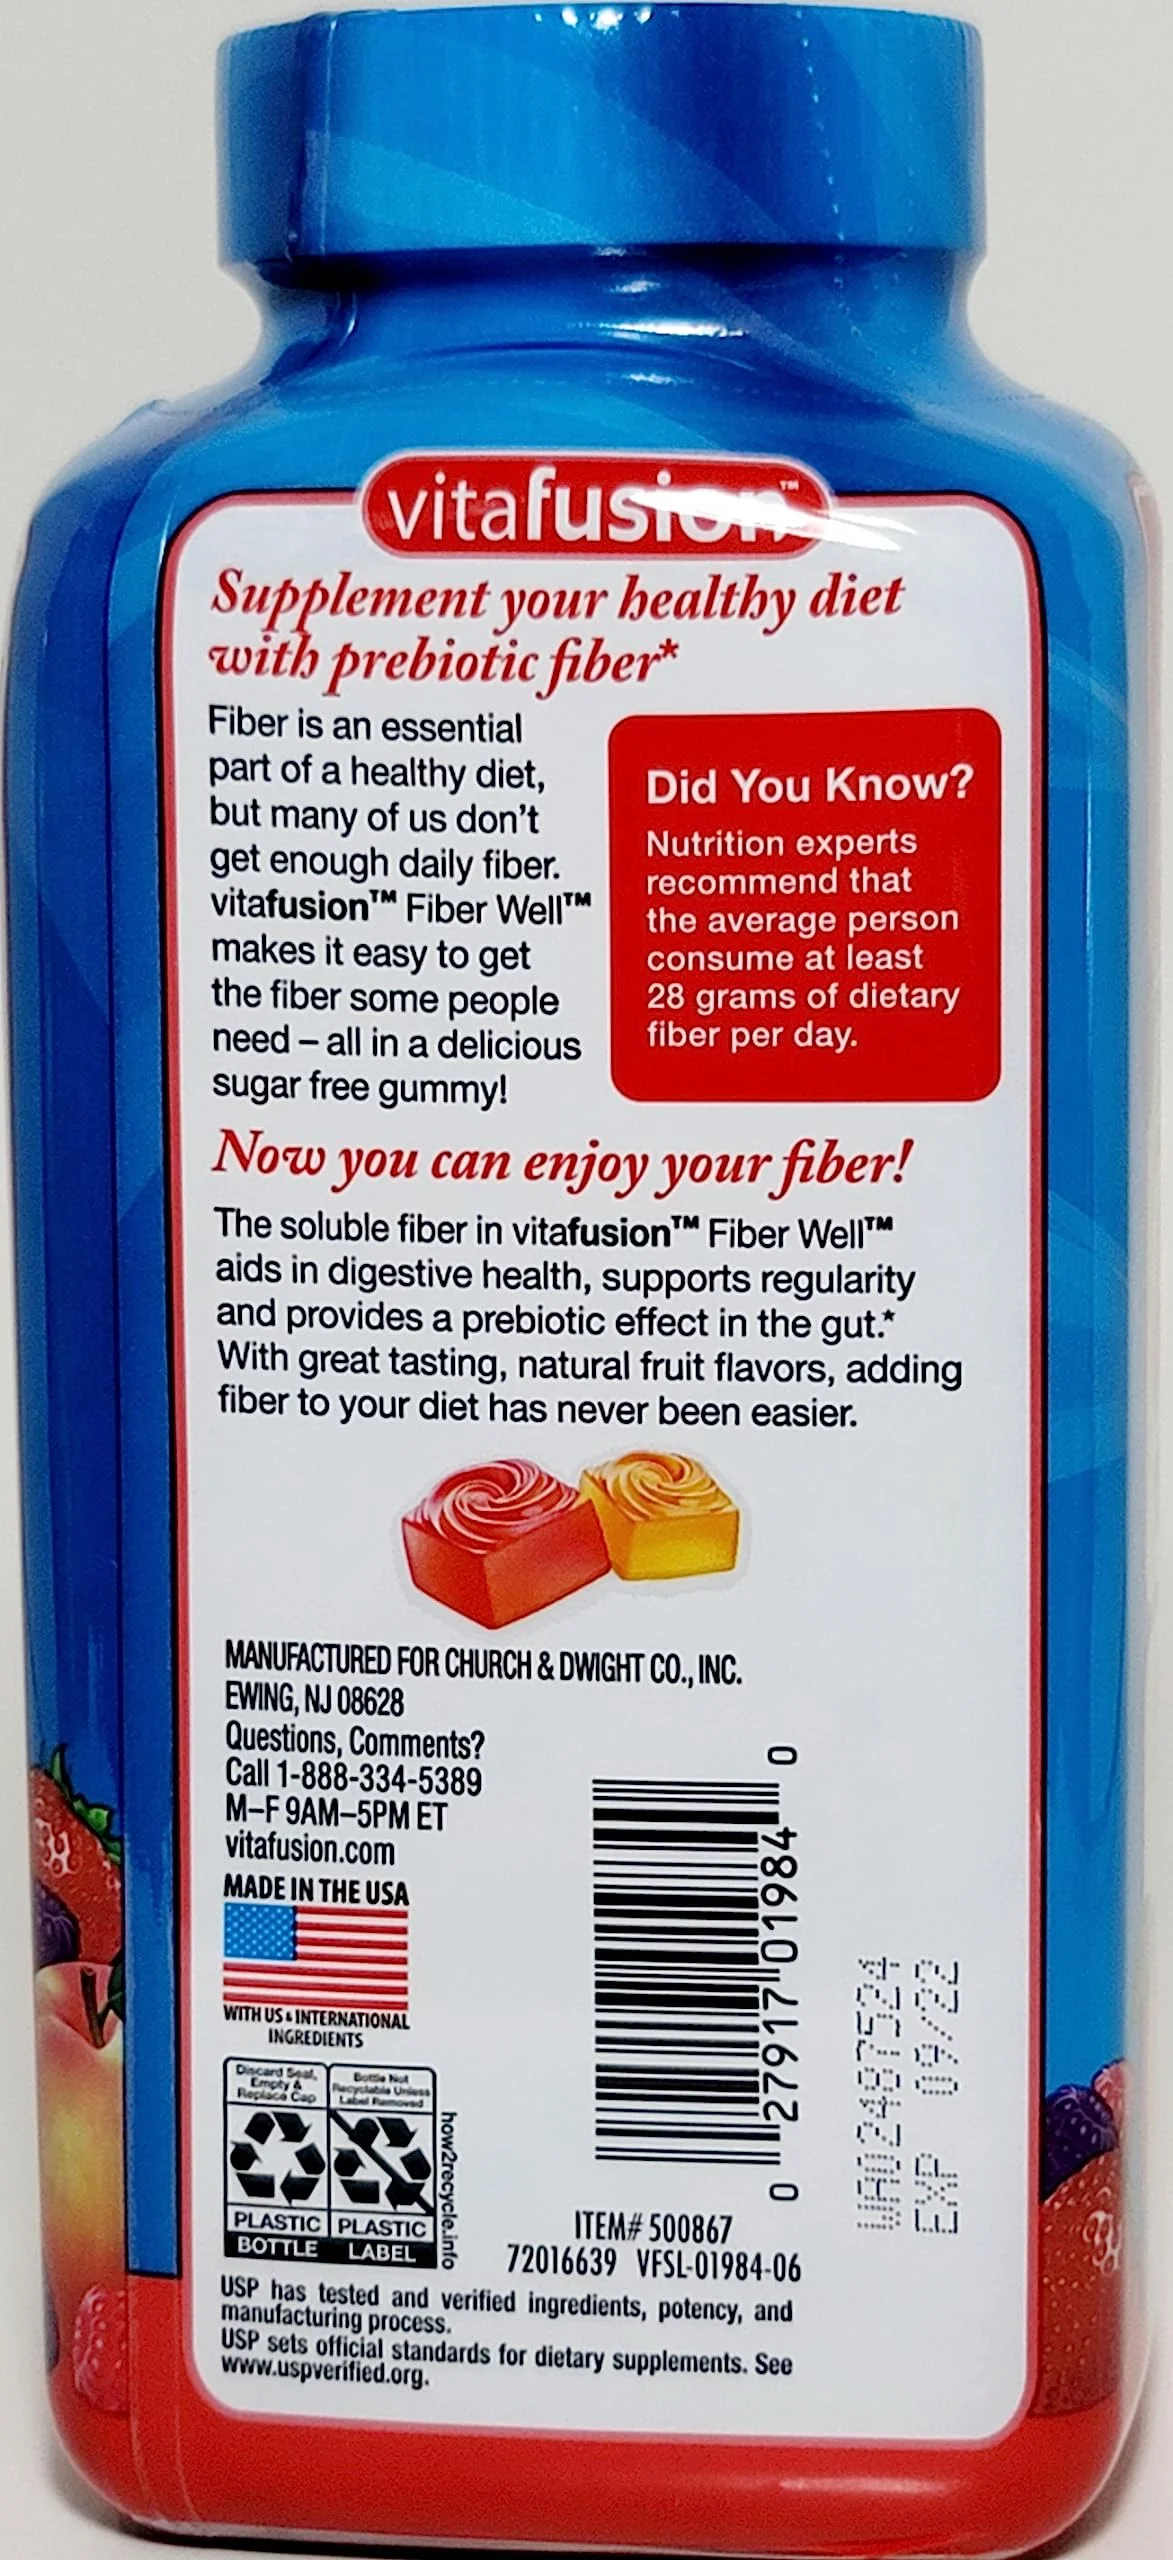 vitafusion™
Supplement your healthy diet
with prebiotic fiber*
Fiber is an essential
part of a healthy diet,
but many of us don't
get enough daily fiber.
vitafusion™ Fiber Well™
makes it easy to get
the fiber some people
need – all in a delicious
sugar free gummy!
Did You Know?
Nutrition experts
recommend that
the average person
consume at least
28 grams of dietary
fiber per day.
Now you can enjoy your fiber!
The soluble fiber in vitafusion™ Fiber Well™
aids in digestive health, supports regularity
and provides a prebiotic effect in the gut.*
With great tasting, natural fruit flavors, adding
fiber to your diet has never been easier.
MANUFACTURED FOR CHURCH & DWIGHT CO., INC.
EWING, NJ 08628
Questions, Comments?
Call 1-888-334-5389
M–F 9AM–5PM ET
vitafusion.com
MADE IN THE USA
WITH US & INTERNATIONAL
INGREDIENTS
Discard Seal,
Empty &
Replace Cap
Bottle Not
Recyclable Unless
Label Removed
PLASTIC
BOTTLE
PLASTIC
LABEL
how2recycle.info
0 27917 01984 0
WA02487524
EXP 09/22
ITEM# 500867
72016639 VFSL-01984-06
USP has tested and verified ingredients, potency, and
manufacturing process.
USP sets official standards for dietary supplements. See
www.uspverified.org.